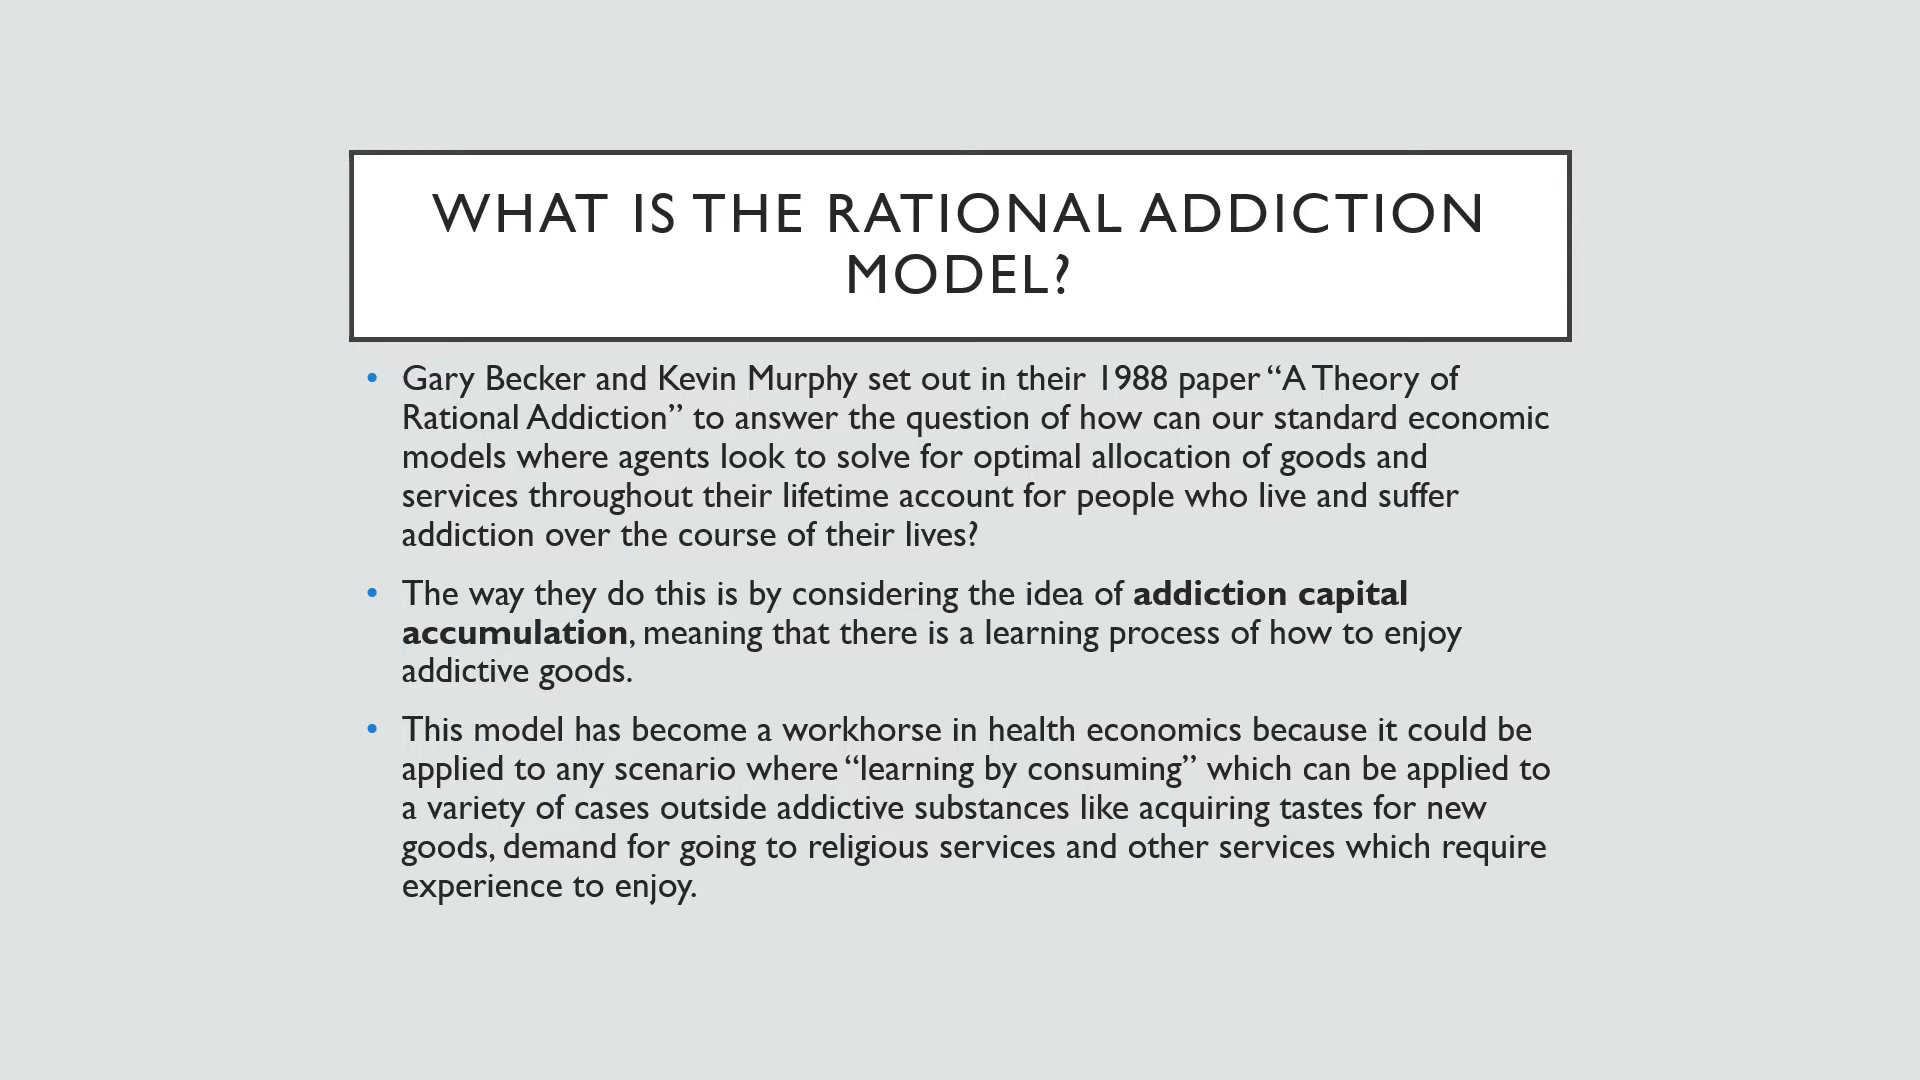 WHAT IS THE RATIONAL ADDICTION
MODEL?
• Gary Becker and Kevin Murphy set out in their 1988 paper “A Theory of
Rational Addiction” to answer the question of how can our standard economic
models where agents look to solve for optimal allocation of goods and
services throughout their lifetime account for people who live and suffer
addiction over the course of their lives?
• The way they do this is by considering the idea of addiction capital
accumulation, meaning that there is a learning process of how to enjoy
addictive goods.
• This model has become a workhorse in health economics because it could be
applied to any scenario where “learning by consuming” which can be applied to
a variety of cases outside addictive substances like acquiring tastes for new
goods, demand for going to religious services and other services which require
experience to enjoy.